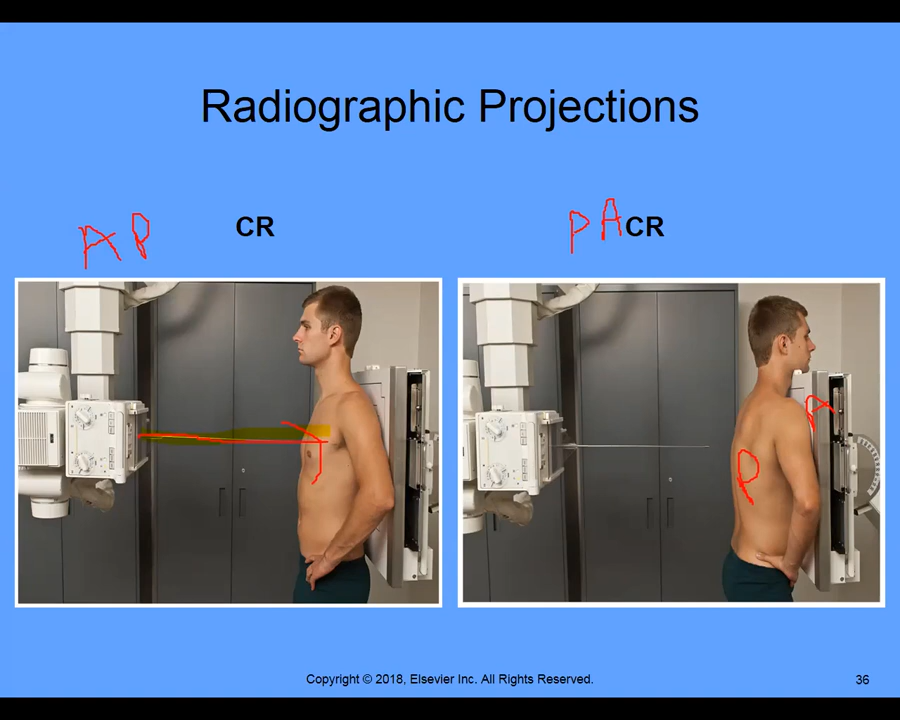 Radiographic Projections
AP CR
PA CR
P
A
Copyright © 2018, Elsevier Inc. All Rights Reserved.
36